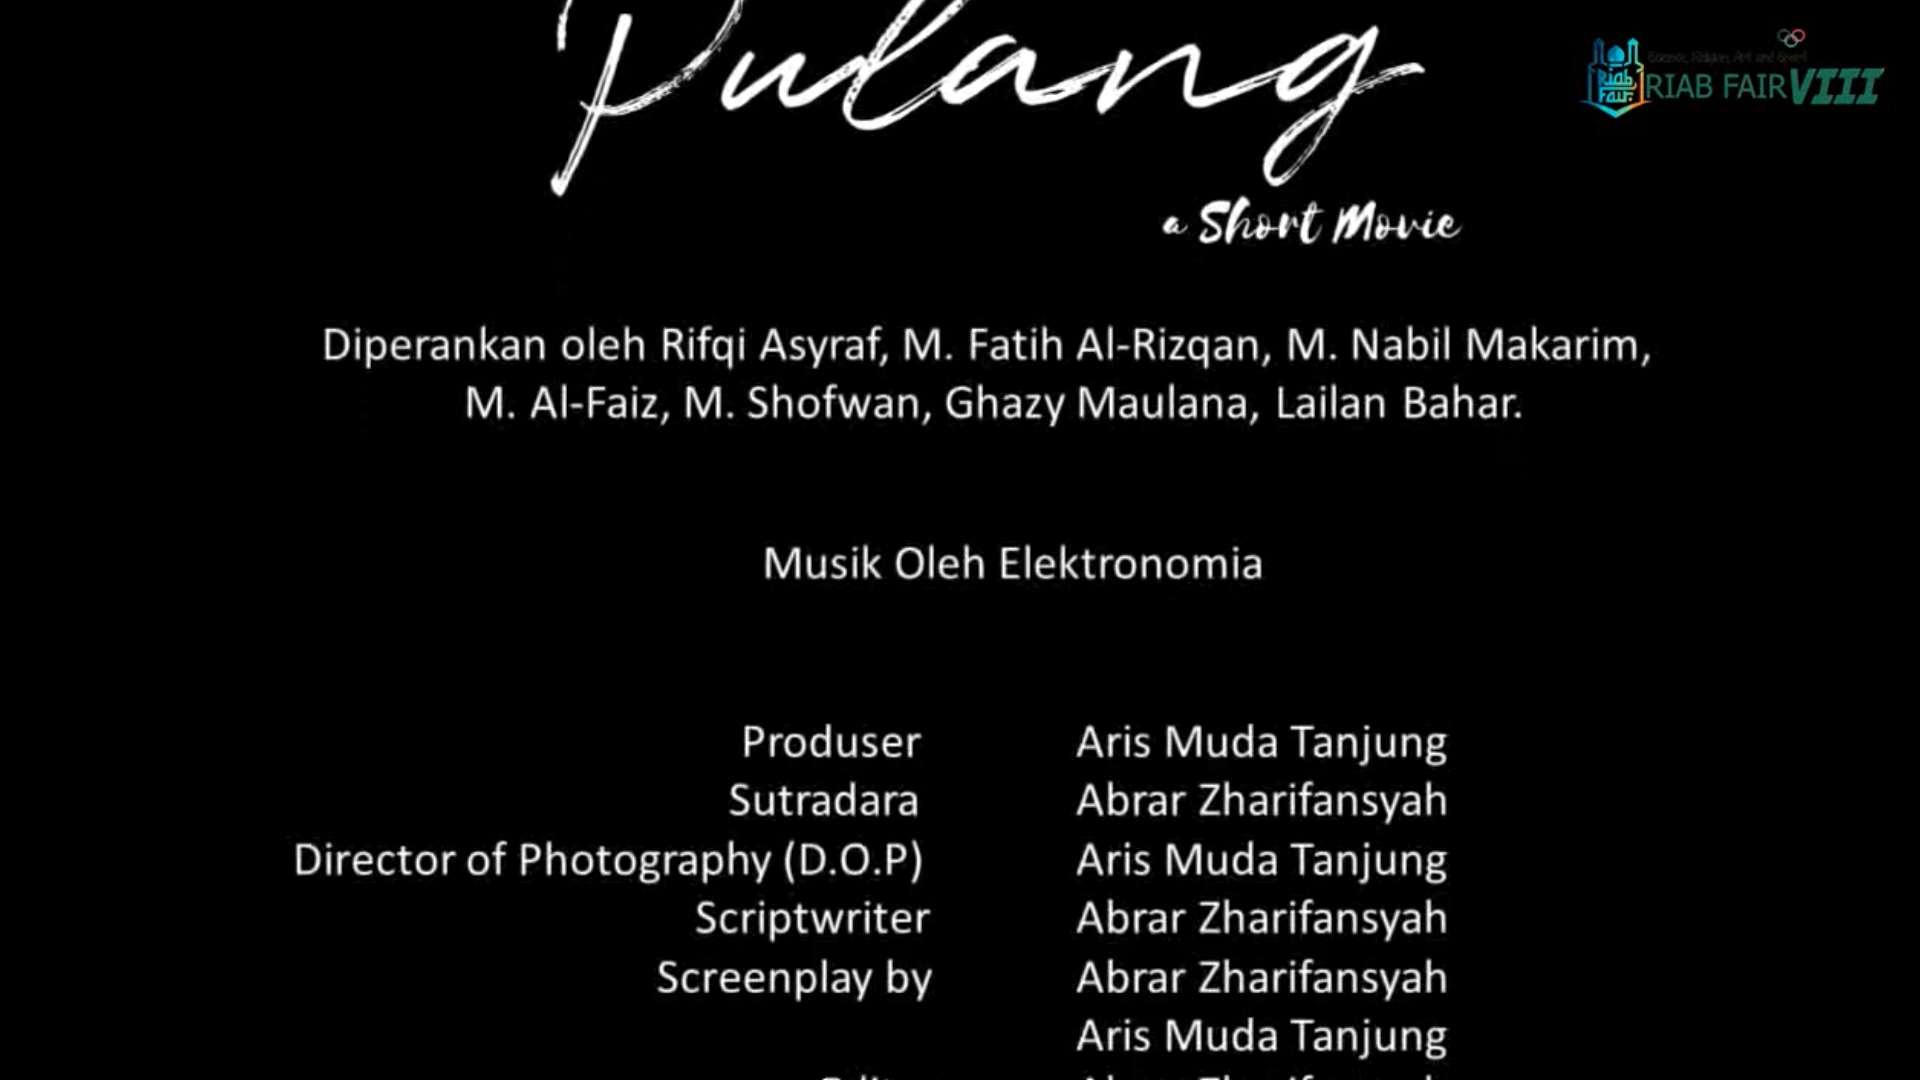 Pulang
a Short Movie
RIAB FAIR VIII
Riab Fair
Diperankan oleh Rifqi Asyraf, M. Fatih Al-Rizqan, M. Nabil Makarim,
M. Al-Faiz, M. Shofwan, Ghazy Maulana, Lailan Bahar.
Musik Oleh Elektronomia
Produser Aris Muda Tanjung
Sutradara Abrar Zharifansyah
Director of Photography (D.O.P) Aris Muda Tanjung
Scriptwriter Abrar Zharifansyah
Screenplay by Abrar Zharifansyah
Aris Muda Tanjung